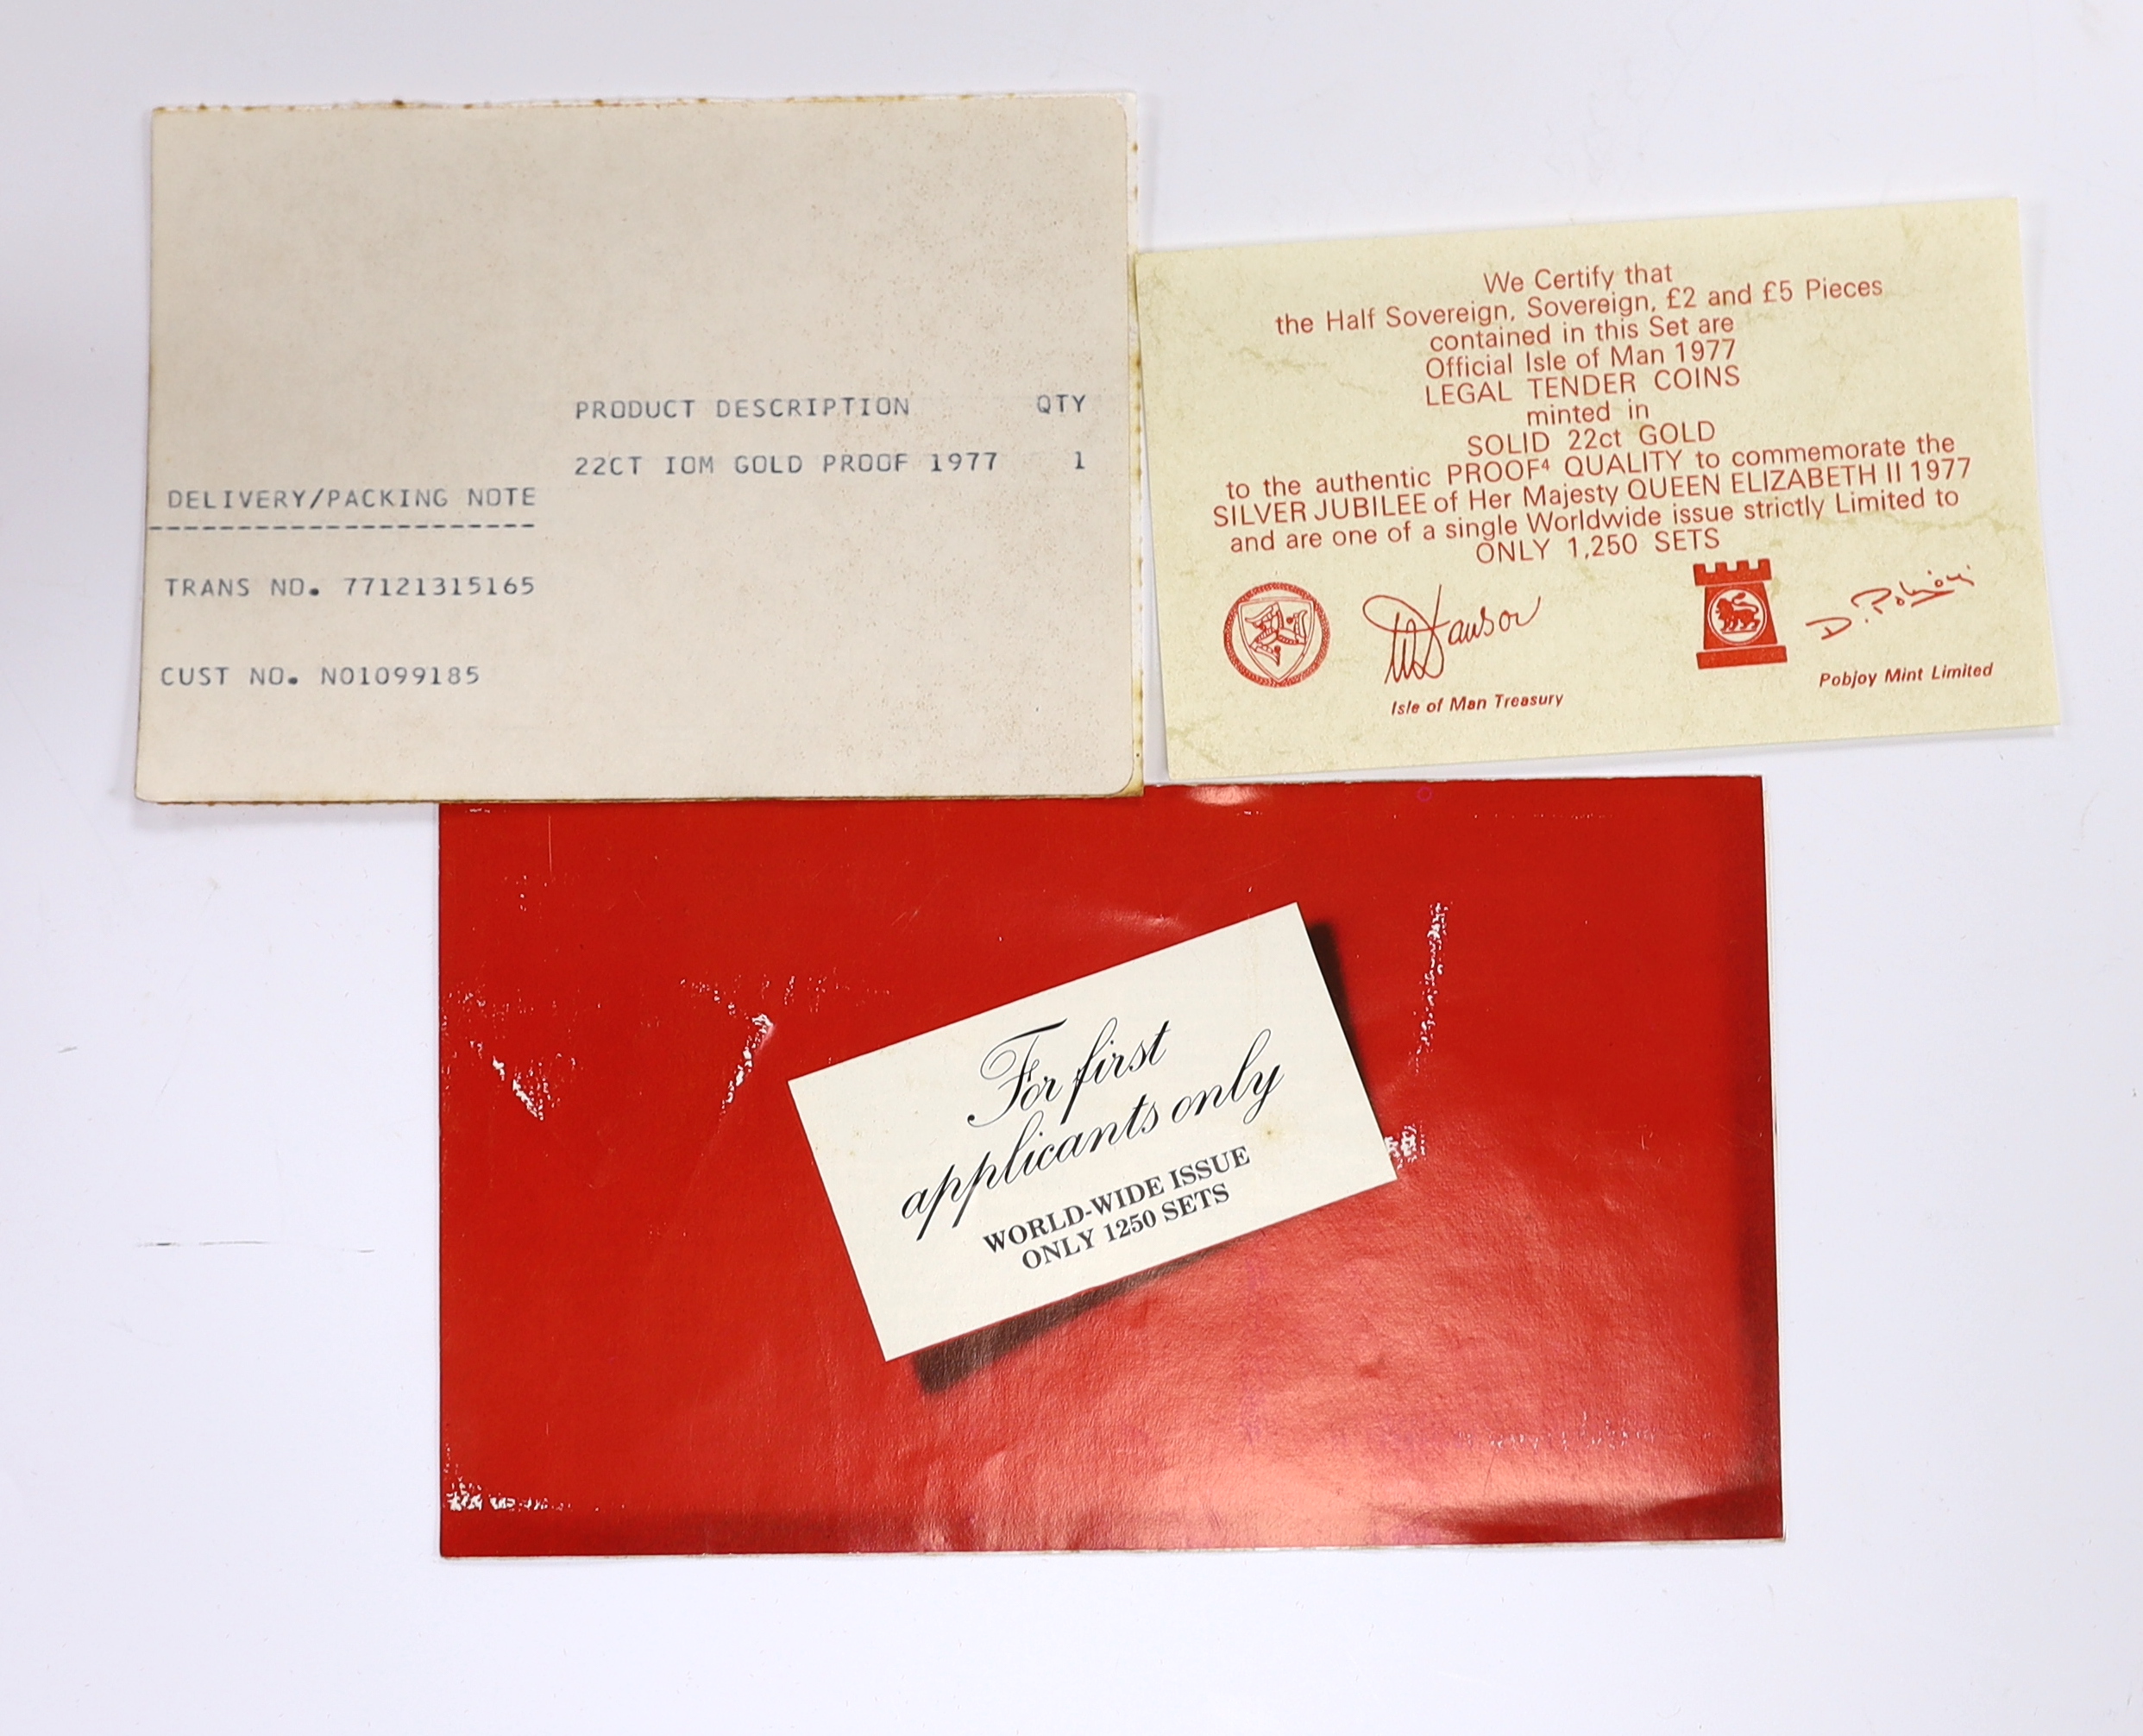 PRODUCT DESCRIPTION QTY
22CT IOM GOLD PROOF 1977 1
DELIVERY/PACKING NOTE
----------------------
TRANS NO. 77121315165
CUST NO. N01099185
We Certify that
the Half Sovereign, Sovereign, £2 and £5 Pieces
contained in this Set are
Official Isle of Man 1977
LEGAL TENDER COINS
minted in
SOLID 22ct GOLD
to the authentic PROOF⁴ QUALITY to commemorate the
SILVER JUBILEE of Her Majesty QUEEN ELIZABETH II 1977
and are one of a single Worldwide issue strictly Limited to
ONLY 1,250 SETS
D. Pobjoy
Isle of Man Treasury
Pobjoy Mint Limited
For first
applicants only
WORLD-WIDE ISSUE
ONLY 1250 SETS